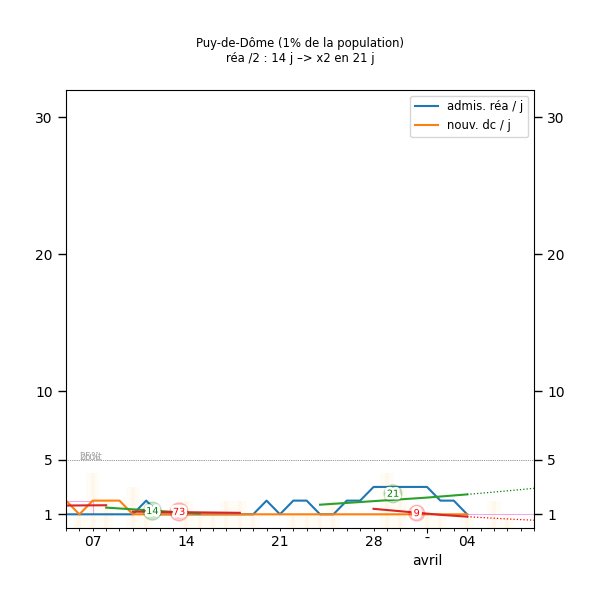 Puy-de-Dôme (1% de la population)
réa /2 : 14 j –> x2 en 21 j
admis. réa / j
nouv. dc / j
30 30
20 20
10 10
5 5
21
14 73 9
1 1
07 14 21 28 - 04
avril